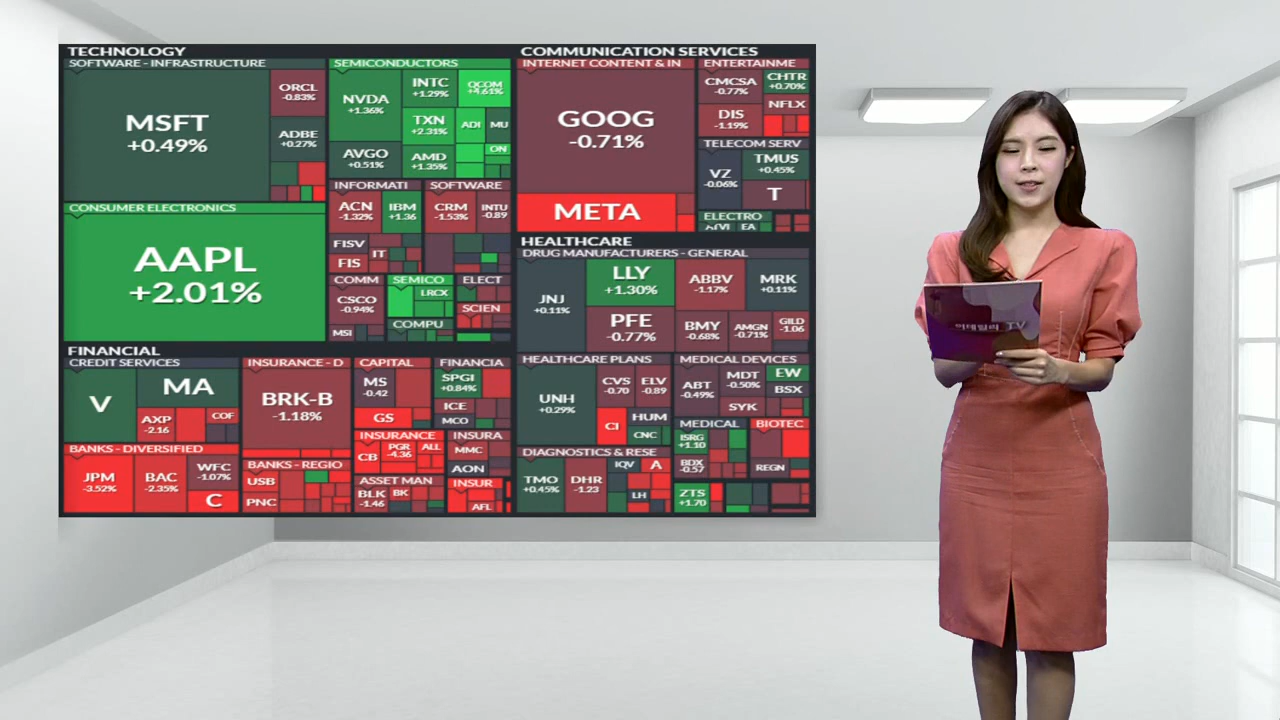 TECHNOLOGY
SOFTWARE - INFRASTRUCTURE
MSFT
+0.49%
ORCL
-0.83%
ADBE
+0.27%
SEMICONDUCTORS
NVDA
+1.36%
INTC
+1.29%
QCOM
+4.61%
TXN
+2.31%
ADI
MU
AVGO
+0.51%
AMD
+1.35%
ON
CONSUMER ELECTRONICS
AAPL
+2.01%
INFORMATI
ACN
-1.32%
IBM
+1.36
FISV
IT
FIS
SOFTWARE
CRM
-1.53%
INTU
-0.89
COMM
CSCO
-0.94%
MSI
SEMICO
LRCX
COMPU
ELECT
SCIEN
COMMUNICATION SERVICES
INTERNET CONTENT & IN
GOOG
-0.71%
META
ENTERTAINME
CMCSA
-0.77%
CHTR
+0.70%
DIS
-1.19%
NFLX
TELECOM SERV
VZ
-0.06%
TMUS
+0.45%
T
ELECTRO
EA
HEALTHCARE
DRUG MANUFACTURERS - GENERAL
JNJ
+0.11%
LLY
+1.30%
ABBV
-1.17%
MRK
+0.11%
PFE
-0.77%
BMY
-0.68%
AMGN
-0.71%
GILD
-1.06
HEALTHCARE PLANS
UNH
+0.29%
CVS
-0.70
ELV
-0.89
CI
HUM
CNC
MEDICAL DEVICES
ABT
-0.49%
MDT
-0.50%
EW
BSX
SYK
MEDICAL
ISRG
+1.10
BDX
-0.57
BIOTEC
REGN
DIAGNOSTICS & RESE
TMO
+0.45%
DHR
-1.23
IQV
A
LH
ZTS
+1.70
FINANCIAL
CREDIT SERVICES
V
MA
AXP
-2.16
COF
BANKS - DIVERSIFIED
JPM
-3.52%
BAC
-2.35%
WFC
-1.07%
C
INSURANCE - D
BRK-B
-1.18%
BANKS - REGIO
USB
PNC
CAPITAL
MS
-0.42
GS
FINANCIA
SPGI
+0.84%
ICE
MCO
INSURANCE
CB
PGR
-4.36
ALL
INSURA
MMC
AON
ASSET MAN
BLK
-1.46
BK
INSUR
AFL
이데일리 TV